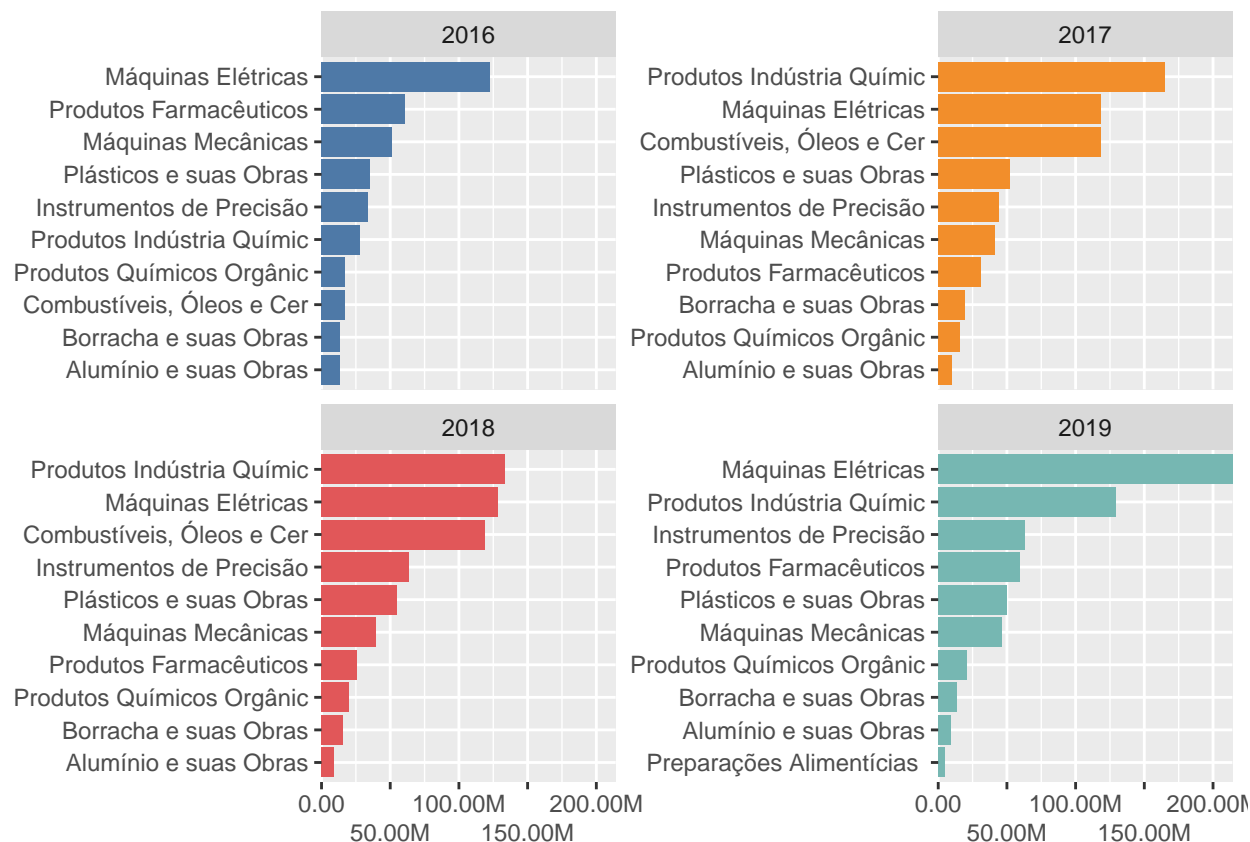 2016
Máquinas Elétricas
Produtos Farmacêuticos
Máquinas Mecânicas
Plásticos e suas Obras
Instrumentos de Precisão
Produtos Indústria Químic
Produtos Químicos Orgânic
Combustíveis, Óleos e Cer
Borracha e suas Obras
Alumínio e suas Obras
2017
Produtos Indústria Químic
Máquinas Elétricas
Combustíveis, Óleos e Cer
Plásticos e suas Obras
Instrumentos de Precisão
Máquinas Mecânicas
Produtos Farmacêuticos
Borracha e suas Obras
Produtos Químicos Orgânic
Alumínio e suas Obras
2018
Produtos Indústria Químic
Máquinas Elétricas
Combustíveis, Óleos e Cer
Instrumentos de Precisão
Plásticos e suas Obras
Máquinas Mecânicas
Produtos Farmacêuticos
Produtos Químicos Orgânic
Borracha e suas Obras
Alumínio e suas Obras
0.00 100.00M 200.00M
50.00M 150.00M
2019
Máquinas Elétricas
Produtos Indústria Químic
Instrumentos de Precisão
Produtos Farmacêuticos
Plásticos e suas Obras
Máquinas Mecânicas
Produtos Químicos Orgânic
Borracha e suas Obras
Alumínio e suas Obras
Preparações Alimentícias
0.00 100.00M 200.00M
50.00M 150.00M